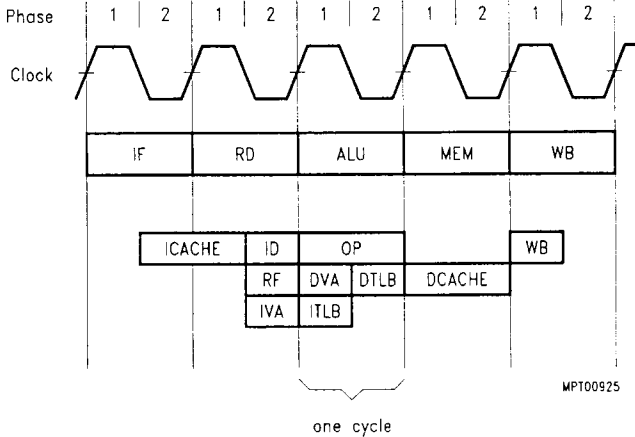 Phase 1 2 1 2 1 2 1 2 1 2
Clock
IF RD ALU MEM WB
ICACHE ID OP WB
RF DVA DTLB DCACHE
IVA ITLB
MPT00925
one cycle